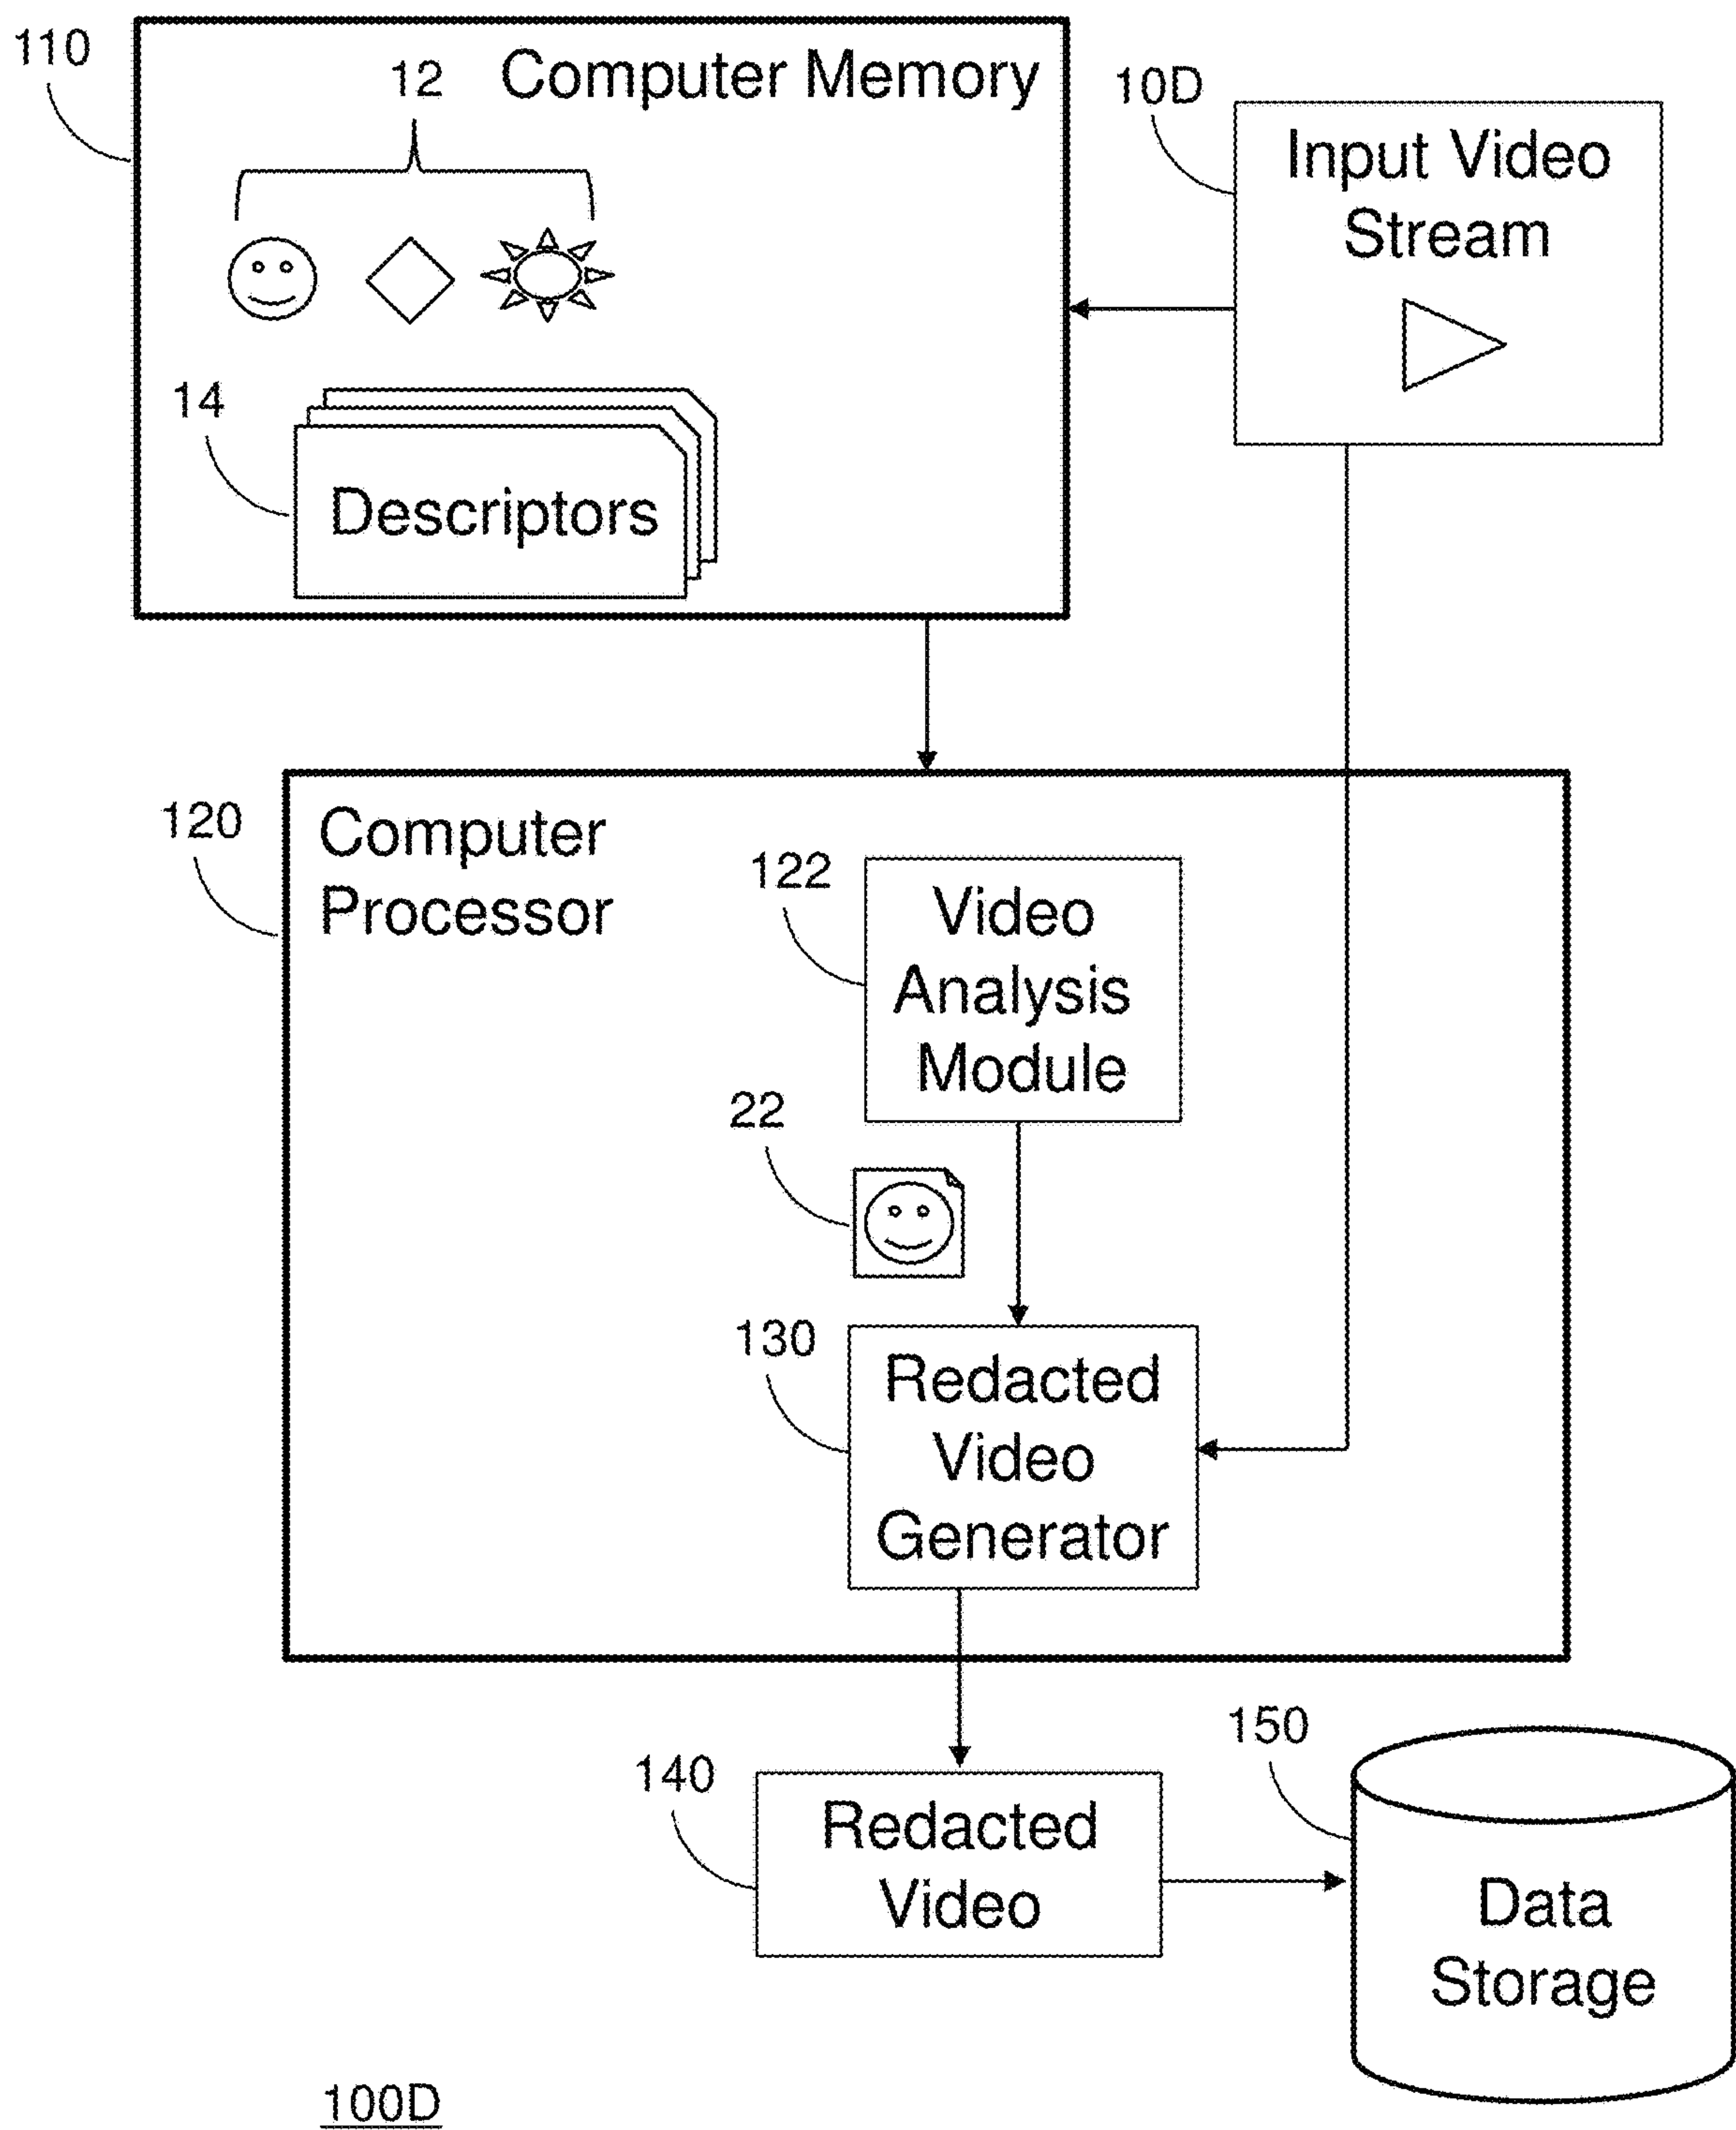 110
12
Computer Memory
10D
Input Video
Stream
14
Descriptors
120
Computer
Processor
122
Video
Analysis
Module
22
130
Redacted
Video
Generator
140
Redacted
Video
150
Data
Storage
100D